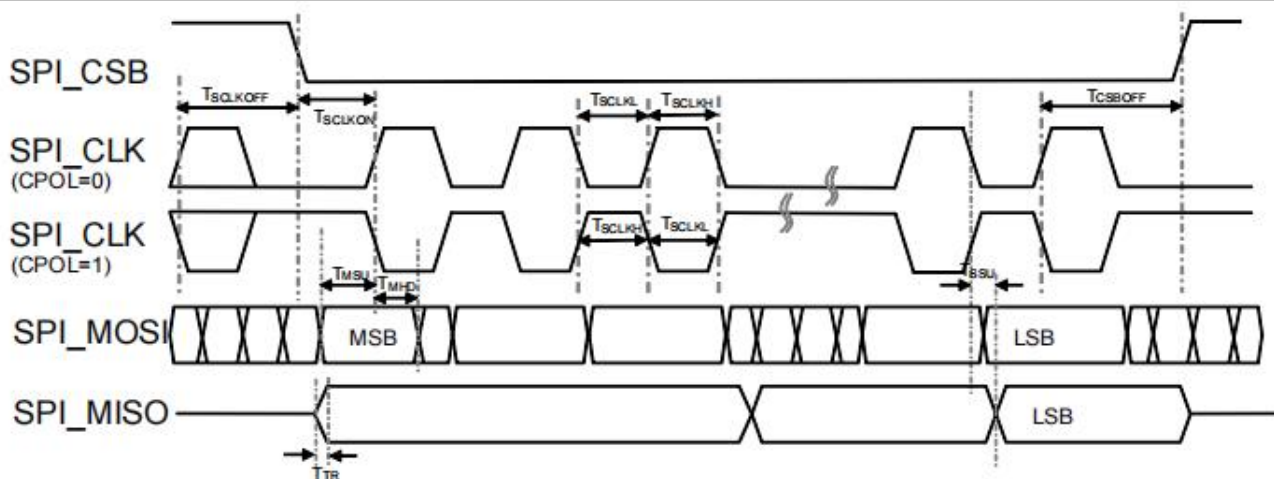 SPI_CSB
TSCLKOFF
TSCLKON
TSCLKL
TSCLKH
TCSBOFF
SPI_CLK
(CPOL=0)
SPI_CLK
(CPOL=1)
TSCLKH
TSCLKL
TMSU
TMHD
TSSU
SPI_MOSI
MSB
LSB
SPI_MISO
LSB
TTR